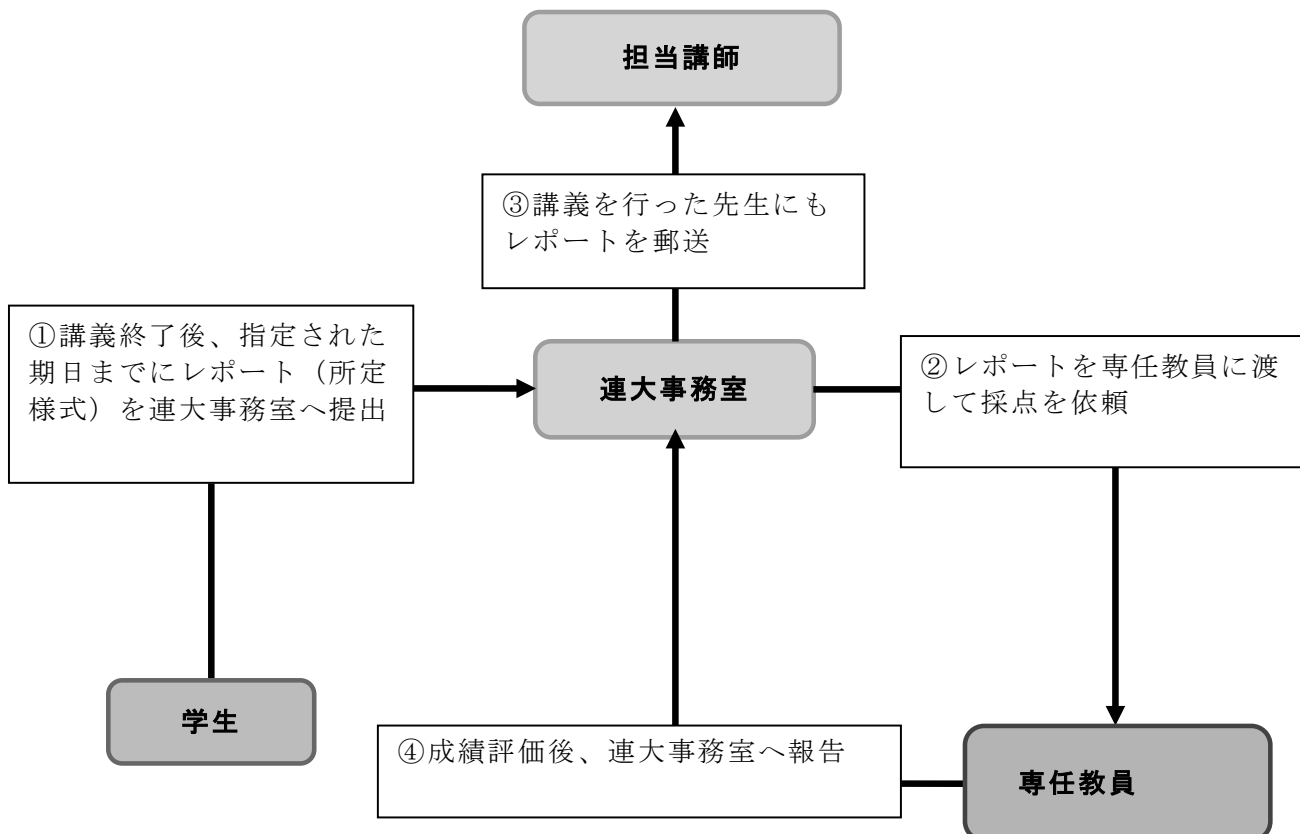 担当講師
③講義を行った先生にも
レポートを郵送
①講義終了後、指定された
期日までにレポート（所定
様式）を連大事務室へ提出
連大事務室
②レポートを専任教員に渡
して採点を依頼
学生
④成績評価後、連大事務室へ報告
専任教員